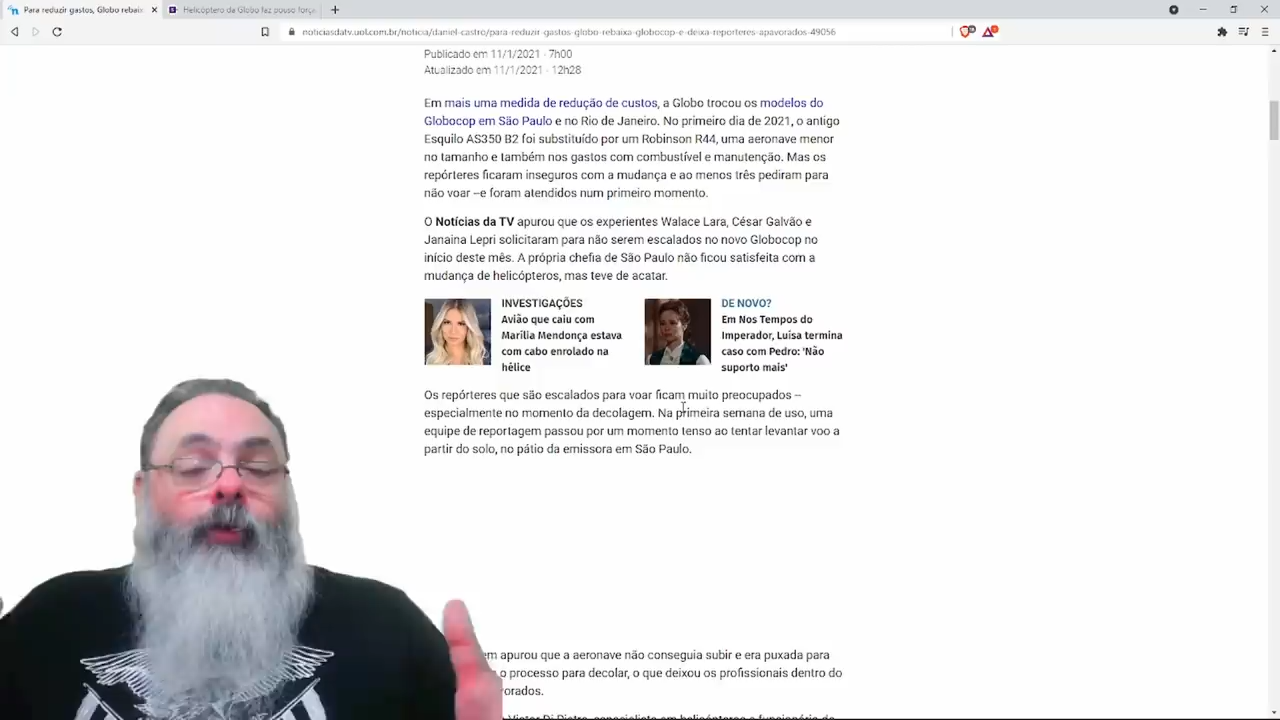 Para reduzir gastos, Globo rebaix
Helicóptero da Globo faz pouso força
noticiasdatv.uol.com.br/noticia/daniel-castro/para-reduzir-gastos-globo-rebaixa-globocop-e-deixa-reporteres-apavorados-49056
Publicado em 11/1/2021 - 7h00
Atualizado em 11/1/2021 - 12h28
Em mais uma medida de redução de custos, a Globo trocou os modelos do
Globocop em São Paulo e no Rio de Janeiro. No primeiro dia de 2021, o antigo
Esquilo AS350 B2 foi substituído por um Robinson R44, uma aeronave menor
no tamanho e também nos gastos com combustível e manutenção. Mas os
repórteres ficaram inseguros com a mudança e ao menos três pediram para
não voar --e foram atendidos num primeiro momento.
O Notícias da TV apurou que os experientes Walace Lara, César Galvão e
Janaina Lepri solicitaram para não serem escalados no novo Globocop no
início deste mês. A própria chefia de São Paulo não ficou satisfeita com a
mudança de helicópteros, mas teve de acatar.
INVESTIGAÇÕES
Avião que caiu com
Marília Mendonça estava
com cabo enrolado na
hélice
DE NOVO?
Em Nos Tempos do
Imperador, Luísa termina
caso com Pedro: 'Não
suporto mais'
Os repórteres que são escalados para voar ficam muito preocupados --
especialmente no momento da decolagem. Na primeira semana de uso, uma
equipe de reportagem passou por um momento tenso ao tentar levantar voo a
partir do solo, no pátio da emissora em São Paulo.
em apurou que a aeronave não conseguia subir e era puxada para
o processo para decolar, o que deixou os profissionais dentro do
vorados.